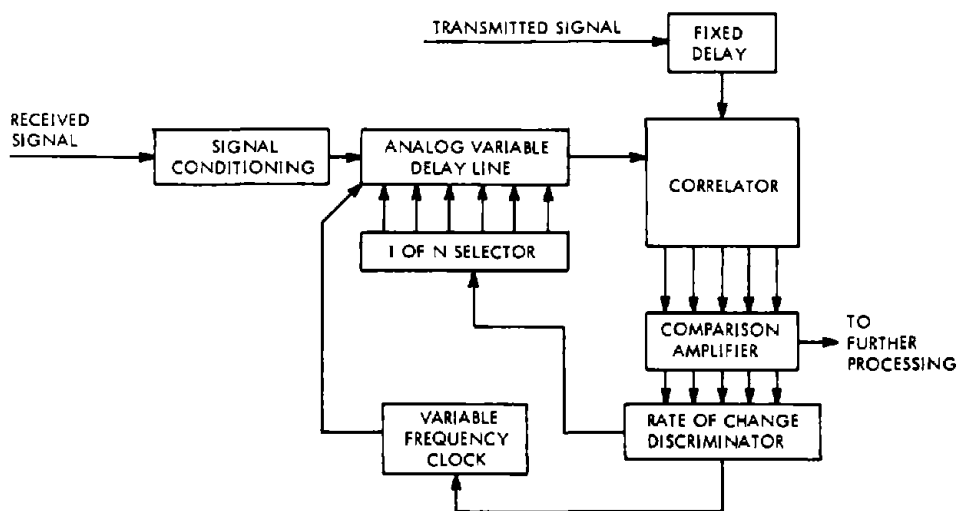 TRANSMITTED SIGNAL
FIXED
DELAY
RECEIVED
SIGNAL
SIGNAL
CONDITIONING
ANALOG VARIABLE
DELAY LINE
CORRELATOR
1 OF N SELECTOR
COMPARISON
AMPLIFIER
TO
FURTHER
PROCESSING
VARIABLE
FREQUENCY
CLOCK
RATE OF CHANGE
DISCRIMINATOR